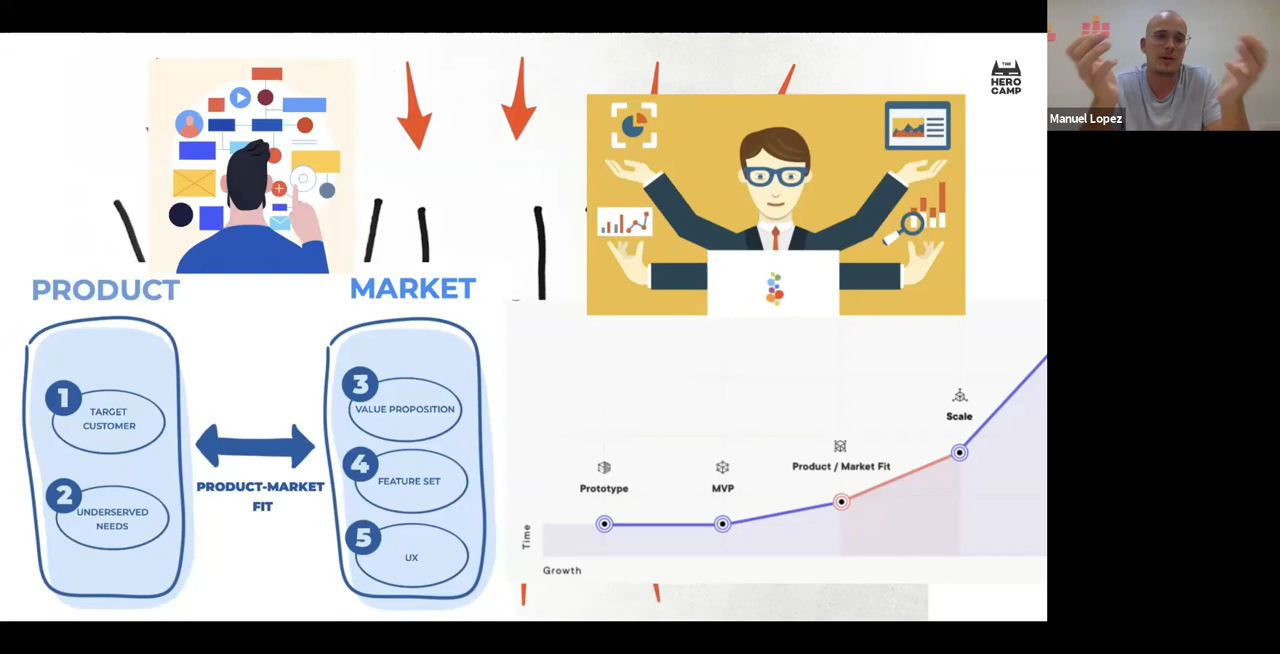 THE
HERO
CAMP
Manuel Lopez
PRODUCT
MARKET
1
TARGET
CUSTOMER
2
UNDERSERVED
NEEDS
PRODUCT-MARKET
FIT
3
VALUE PROPOSITION
4
FEATURE SET
5
UX
Prototype
MVP
Product / Market Fit
Scale
Time
Growth